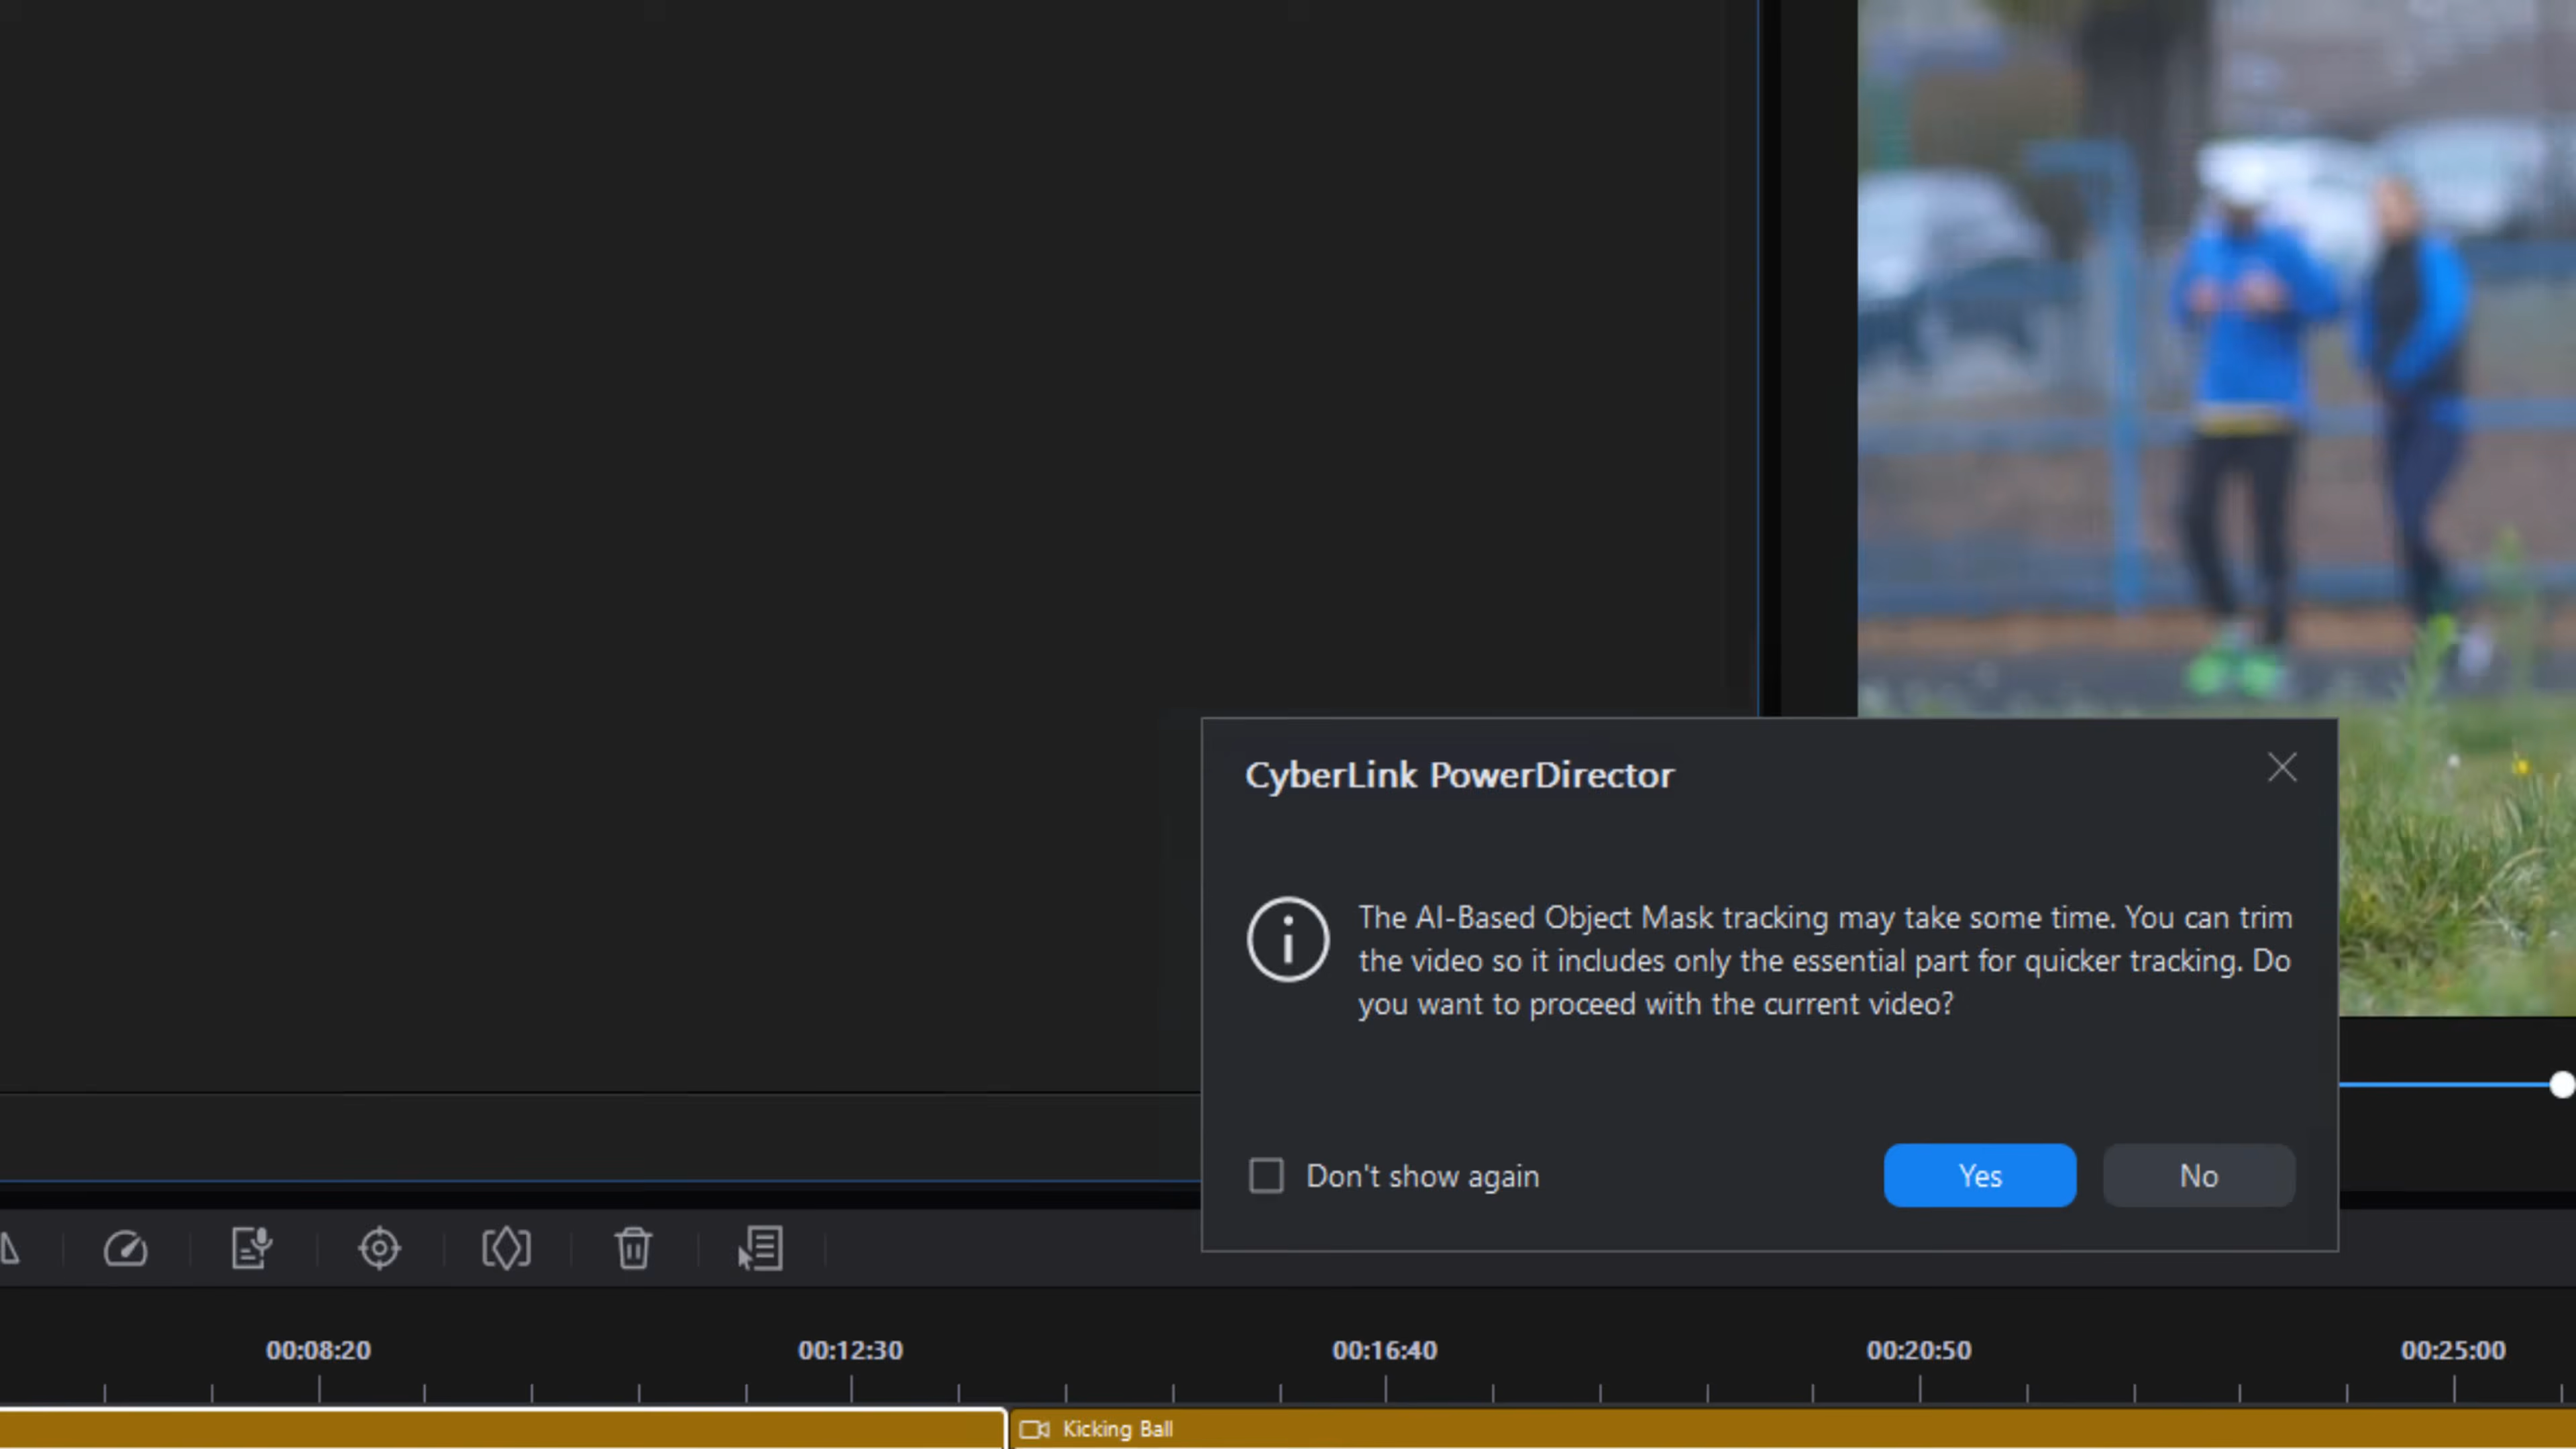 CyberLink PowerDirector
The AI-Based Object Mask tracking may take some time. You can trim
the video so it includes only the essential part for quicker tracking. Do
you want to proceed with the current video?
Don't show again
Yes
No
00:08:20
00:12:30
00:16:40
00:20:50
00:25:00
Kicking Ball